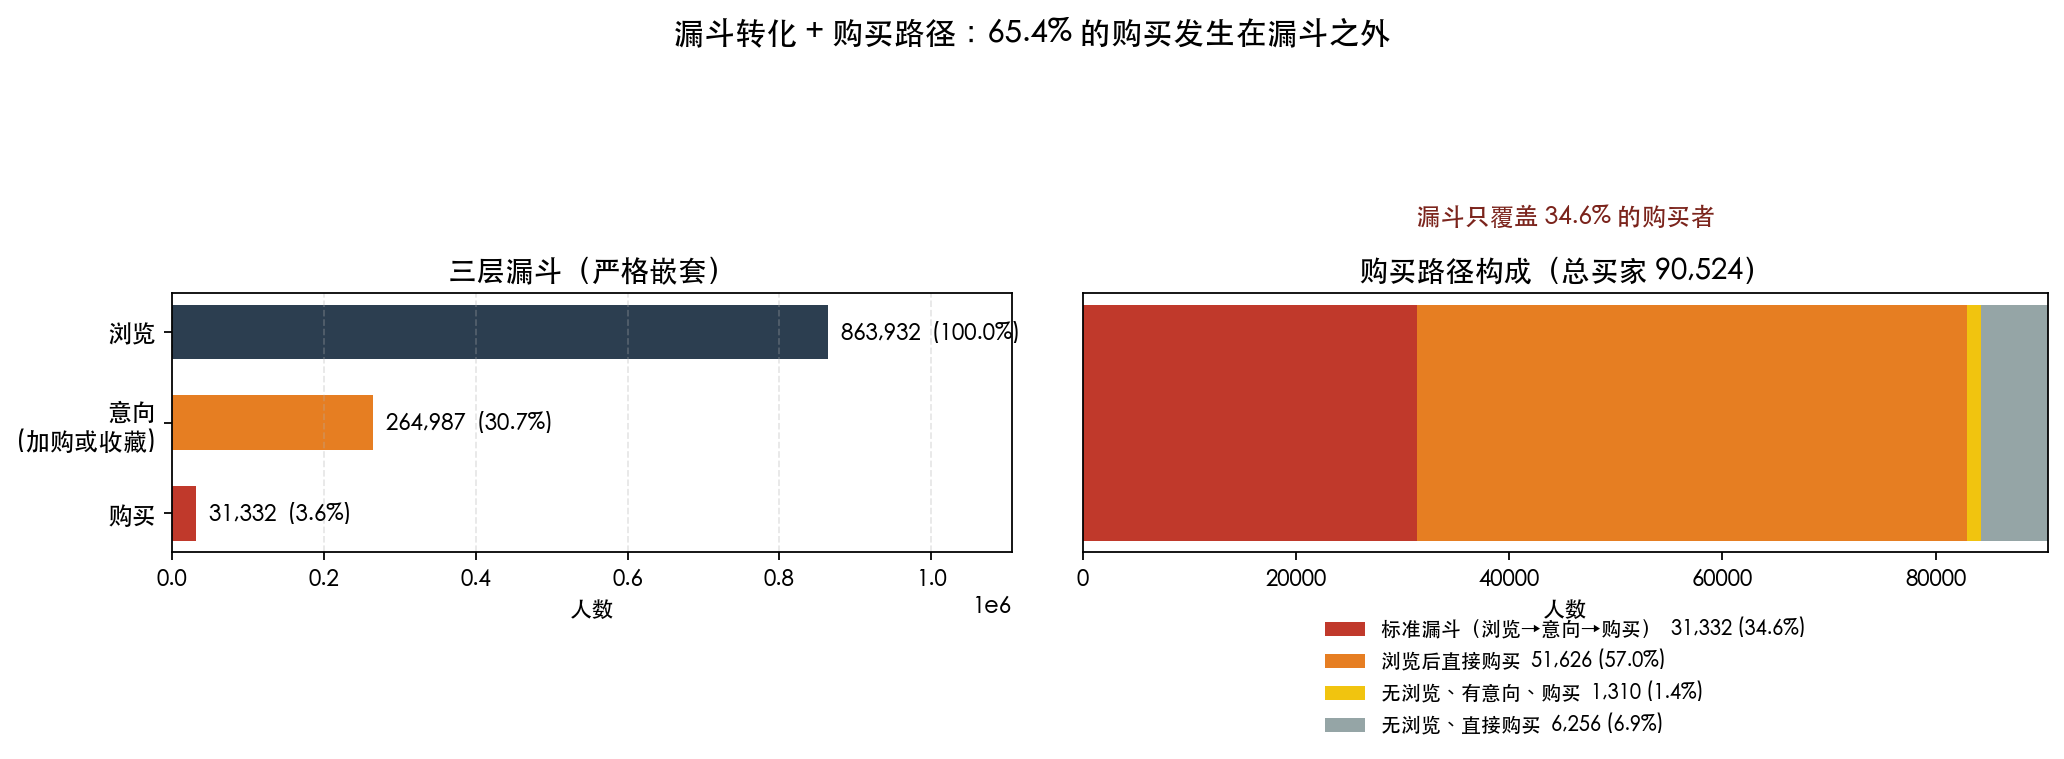 漏斗转化 + 购买路径：65.4% 的购买发生在漏斗之外
三层漏斗（严格嵌套）
浏览
863,932 (100.0%)
意向
(加购或收藏)
264,987 (30.7%)
购买
31,332 (3.6%)
0.0 0.2 0.4 0.6 0.8 1.0
人数
1e6
漏斗只覆盖 34.6% 的购买者
购买路径构成（总买家 90,524）
0 20000 40000 60000 80000
人数
标准漏斗（浏览→意向→购买） 31,332 (34.6%)
浏览后直接购买 51,626 (57.0%)
无浏览、有意向、购买 1,310 (1.4%)
无浏览、直接购买 6,256 (6.9%)